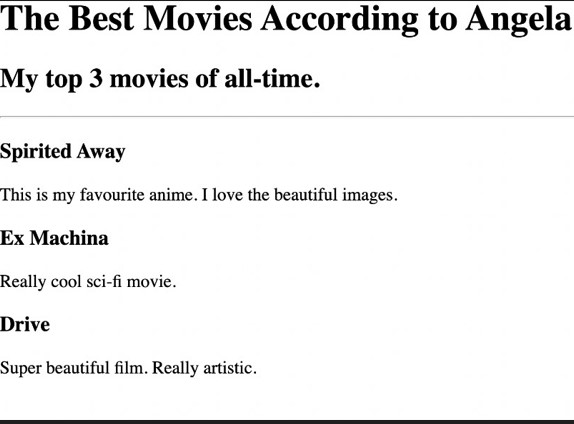 The Best Movies According to Angela
My top 3 movies of all-time.
Spirited Away
This is my favourite anime. I love the beautiful images.
Ex Machina
Really cool sci-fi movie.
Drive
Super beautiful film. Really artistic.